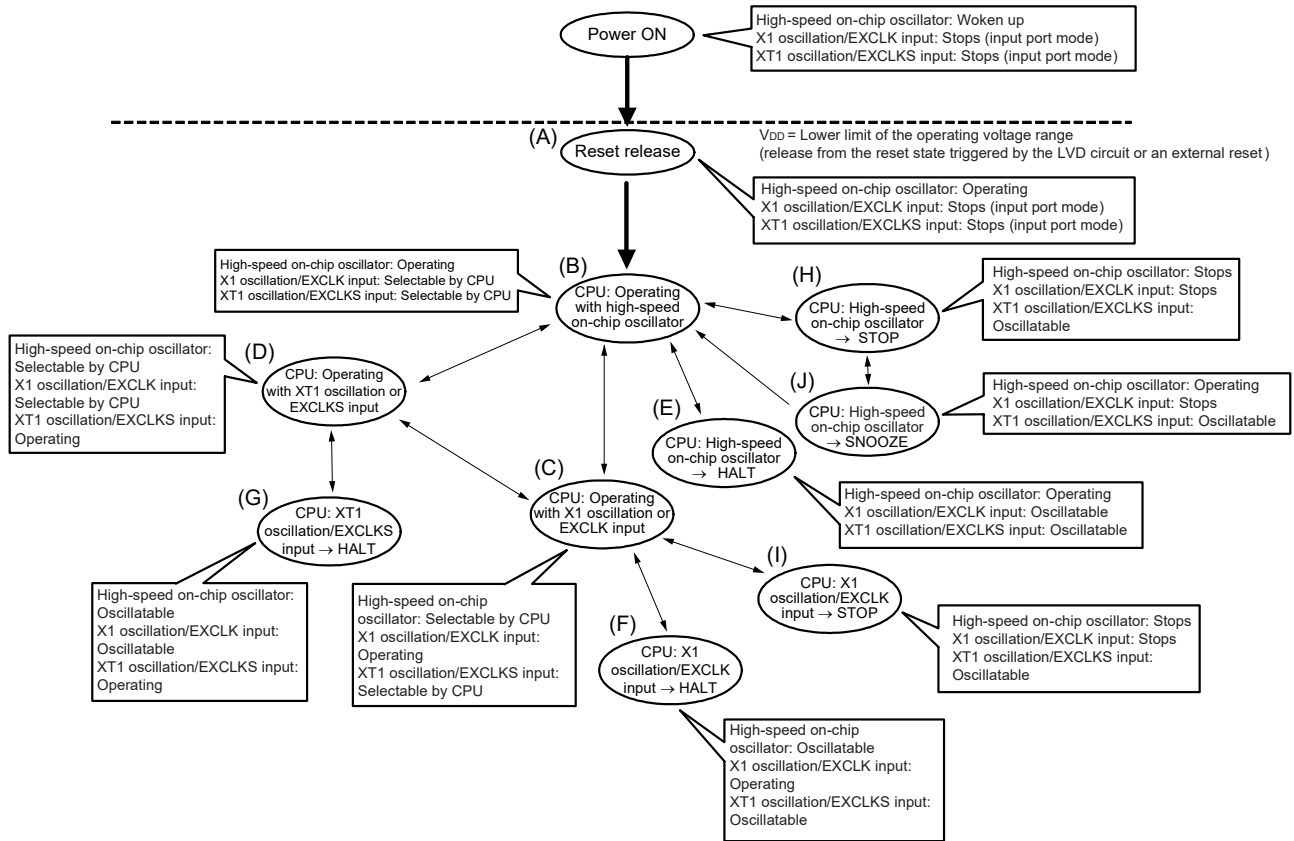 Power ON
High-speed on-chip oscillator: Woken up
X1 oscillation/EXCLK input: Stops (input port mode)
XT1 oscillation/EXCLKS input: Stops (input port mode)
(A)
Reset release
VDD = Lower limit of the operating voltage range
(release from the reset state triggered by the LVD circuit or an external reset)
High-speed on-chip oscillator: Operating
X1 oscillation/EXCLK input: Stops (input port mode)
XT1 oscillation/EXCLKS input: Stops (input port mode)
High-speed on-chip oscillator: Operating
X1 oscillation/EXCLK input: Selectable by CPU
XT1 oscillation/EXCLKS input: Selectable by CPU
(B)
CPU: Operating
with high-speed
on-chip oscillator
(H)
CPU: High-speed
on-chip oscillator
→ STOP
High-speed on-chip oscillator: Stops
X1 oscillation/EXCLK input: Stops
XT1 oscillation/EXCLKS input:
Oscillatable
High-speed on-chip oscillator:
Selectable by CPU
X1 oscillation/EXCLK input:
Selectable by CPU
XT1 oscillation/EXCLKS input:
Operating
(D)
CPU: Operating
with XT1 oscillation or
EXCLKS input
(J)
CPU: High-speed
on-chip oscillator
→ SNOOZE
High-speed on-chip oscillator: Operating
X1 oscillation/EXCLK input: Stops
XT1 oscillation/EXCLKS input: Oscillatable
(E)
CPU: High-speed
on-chip oscillator
→ HALT
High-speed on-chip oscillator: Operating
X1 oscillation/EXCLK input: Oscillatable
XT1 oscillation/EXCLKS input: Oscillatable
(G)
CPU: XT1
oscillation/EXCLKS
input → HALT
High-speed on-chip oscillator:
Oscillatable
X1 oscillation/EXCLK input:
Oscillatable
XT1 oscillation/EXCLKS input:
Operating
(C)
CPU: Operating
with X1 oscillation or
EXCLK input
High-speed on-chip
oscillator: Selectable by CPU
X1 oscillation/EXCLK input:
Operating
XT1 oscillation/EXCLKS input:
Selectable by CPU
(I)
CPU: X1
oscillation/EXCLK
input → STOP
High-speed on-chip oscillator: Stops
X1 oscillation/EXCLK input: Stops
XT1 oscillation/EXCLKS input:
Oscillatable
(F)
CPU: X1
oscillation/EXCLK
input → HALT
High-speed on-chip
oscillator: Oscillatable
X1 oscillation/EXCLK input:
Operating
XT1 oscillation/EXCLKS input:
Oscillatable